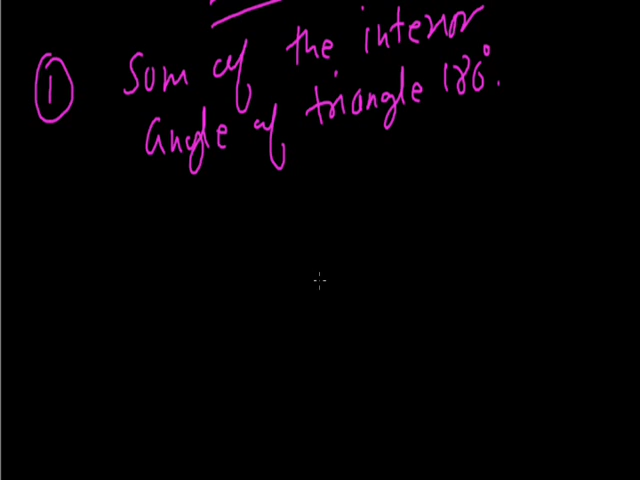 ① Sum of the interior
angle of triangle 180°.